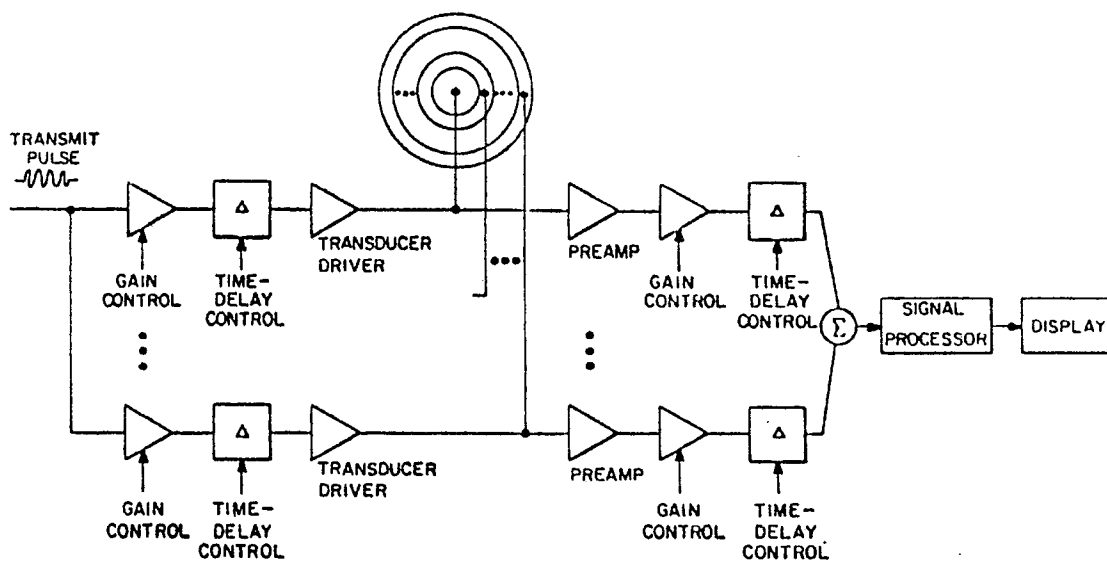 TRANSMIT
PULSE
Δ
Δ
GAIN
CONTROL
TIME-
DELAY
CONTROL
TRANSDUCER
DRIVER
PREAMP
GAIN
CONTROL
TIME-
DELAY
CONTROL
Σ
SIGNAL
PROCESSOR
DISPLAY
Δ
Δ
GAIN
CONTROL
TIME-
DELAY
CONTROL
TRANSDUCER
DRIVER
PREAMP
GAIN
CONTROL
TIME-
DELAY
CONTROL